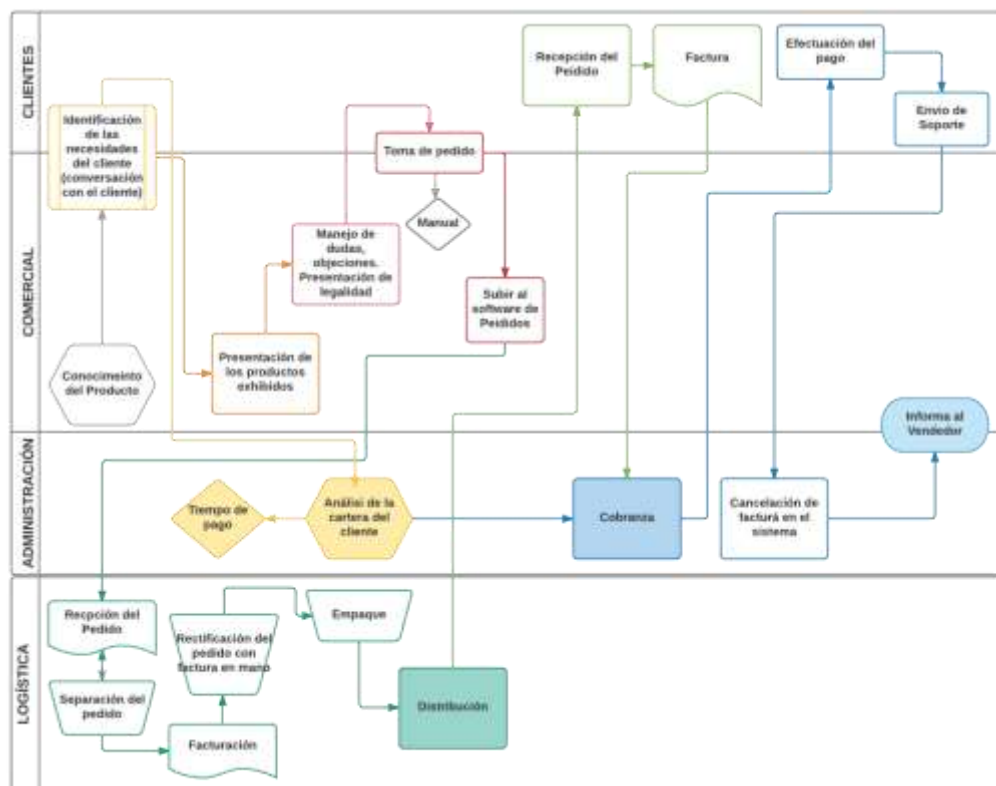 CLIENTES
Identificación
de las
necesidades
del cliente
(conversación
con el cliente)
Toma de pedido
Recepción del
Peidido
Factura
Efectuación del
pago
Envio de
Soporte
COMERCIAL
Conocimeinto
del Producto
Presentación de
los productos
exhibidos
Manejo de
dudas,
objeciones.
Presentación de
legalidad
Manual
Subir al
software de
Peididos
Informa al
Vendedor
ADMINISTRACIÓN
Tiempo de
pago
Análisi de la
cartera del
cliente
Cobranza
Cancelación de
facturá en el
sistema
LOGÍSTICA
Recpción del
Pedido
Separación del
pedido
Facturación
Rectificación del
pedido con
factura en mano
Empaque
Distribución